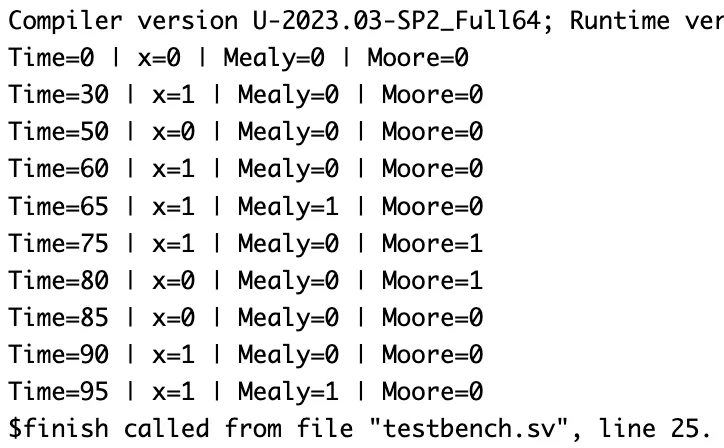 Compiler version U-2023.03-SP2_Full64; Runtime ver
Time=0 | x=0 | Mealy=0 | Moore=0
Time=30 | x=1 | Mealy=0 | Moore=0
Time=50 | x=0 | Mealy=0 | Moore=0
Time=60 | x=1 | Mealy=0 | Moore=0
Time=65 | x=1 | Mealy=1 | Moore=0
Time=75 | x=1 | Mealy=0 | Moore=1
Time=80 | x=0 | Mealy=0 | Moore=1
Time=85 | x=0 | Mealy=0 | Moore=0
Time=90 | x=1 | Mealy=0 | Moore=0
Time=95 | x=1 | Mealy=1 | Moore=0
$finish called from file "testbench.sv", line 25.